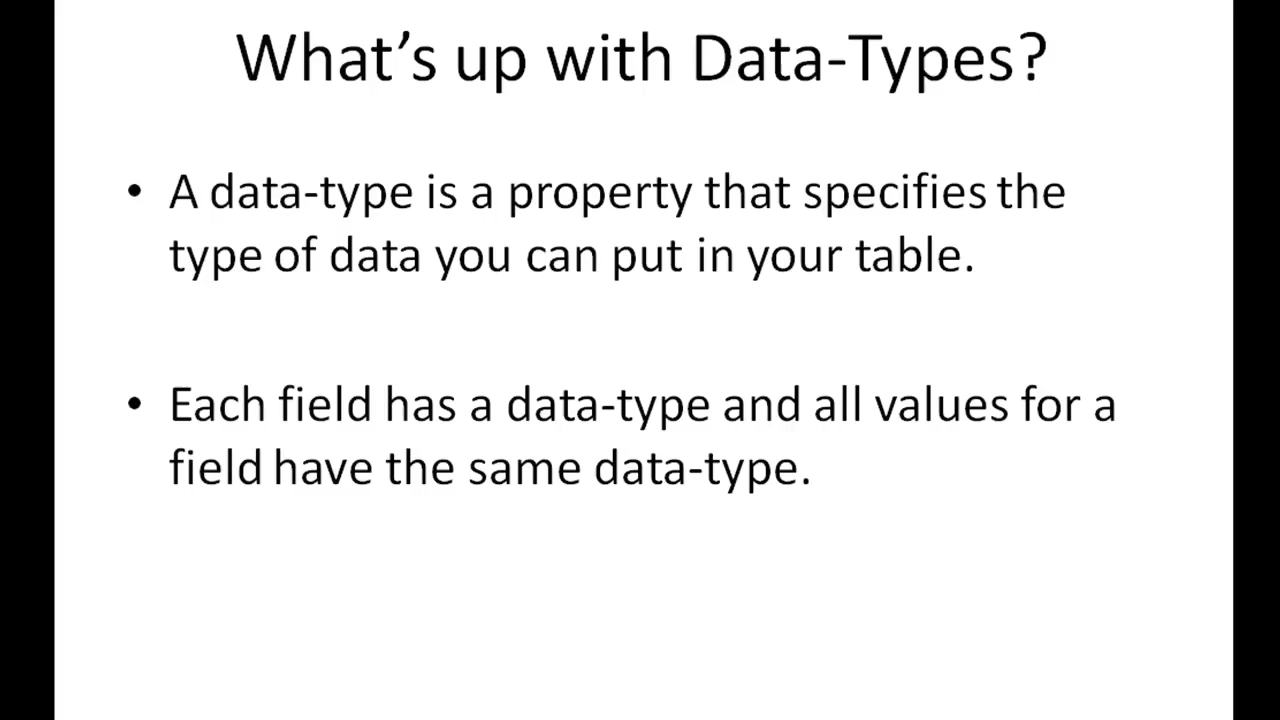 What’s up with Data-Types?
• A data-type is a property that specifies the
type of data you can put in your table.
• Each field has a data-type and all values for a
field have the same data-type.